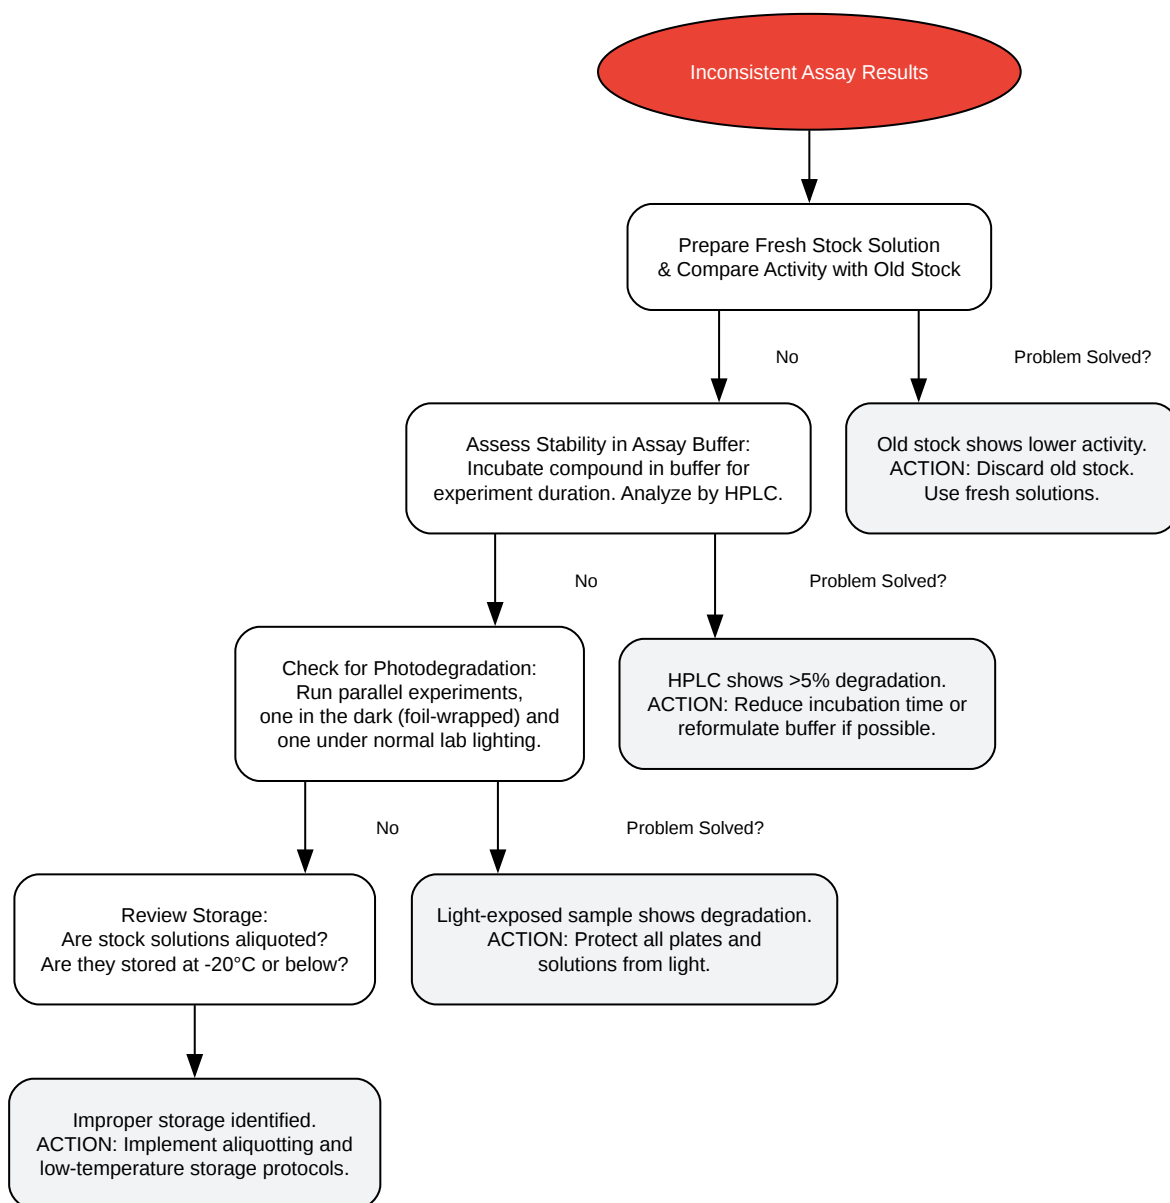 Inconsistent Assay Results
Prepare Fresh Stock Solution
& Compare Activity with Old Stock
No
Problem Solved?
Assess Stability in Assay Buffer:
Incubate compound in buffer for
experiment duration. Analyze by HPLC.
Old stock shows lower activity.
ACTION: Discard old stock.
Use fresh solutions.
No
Problem Solved?
Check for Photodegradation:
Run parallel experiments,
one in the dark (foil-wrapped) and
one under normal lab lighting.
HPLC shows >5% degradation.
ACTION: Reduce incubation time or
reformulate buffer if possible.
No
Problem Solved?
Review Storage:
Are stock solutions aliquoted?
Are they stored at -20°C or below?
Light-exposed sample shows degradation.
ACTION: Protect all plates and
solutions from light.
Improper storage identified.
ACTION: Implement aliquotting and
low-temperature storage protocols.